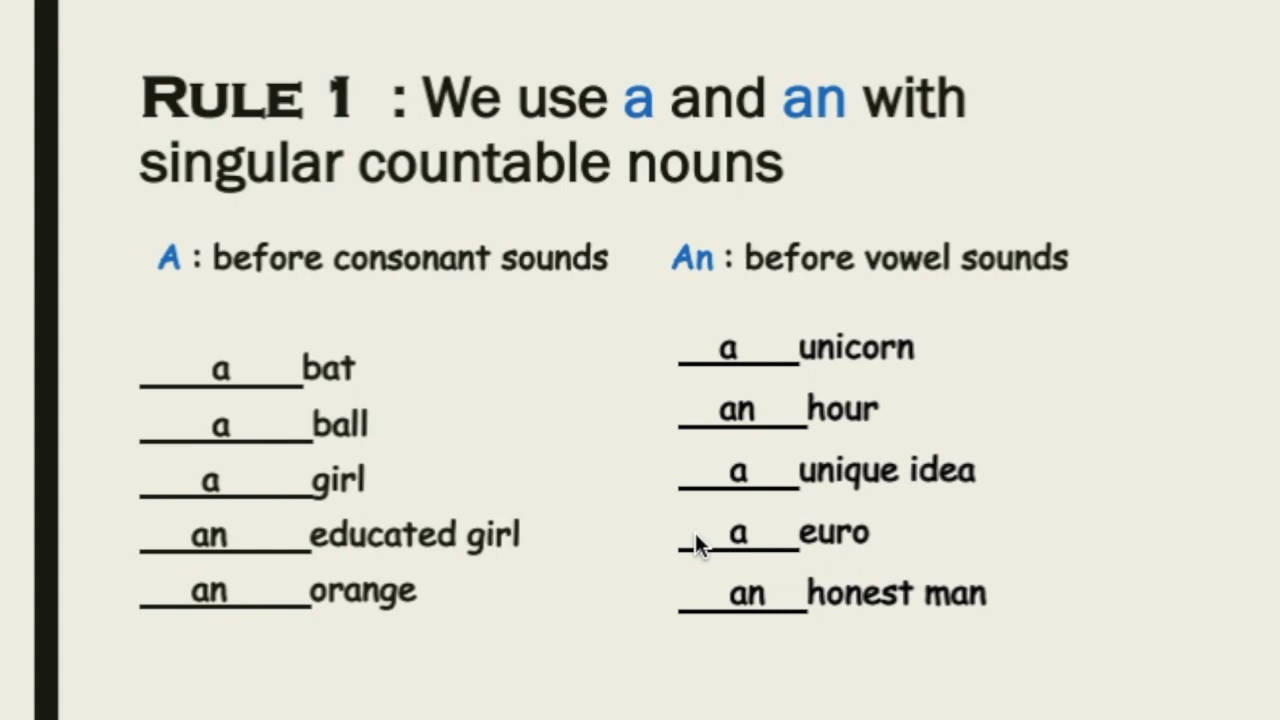 RULE 1 : We use a and an with
singular countable nouns
A : before consonant sounds
a bat
a ball
a girl
an educated girl
an orange
An : before vowel sounds
a unicorn
an hour
a unique idea
a euro
an honest man